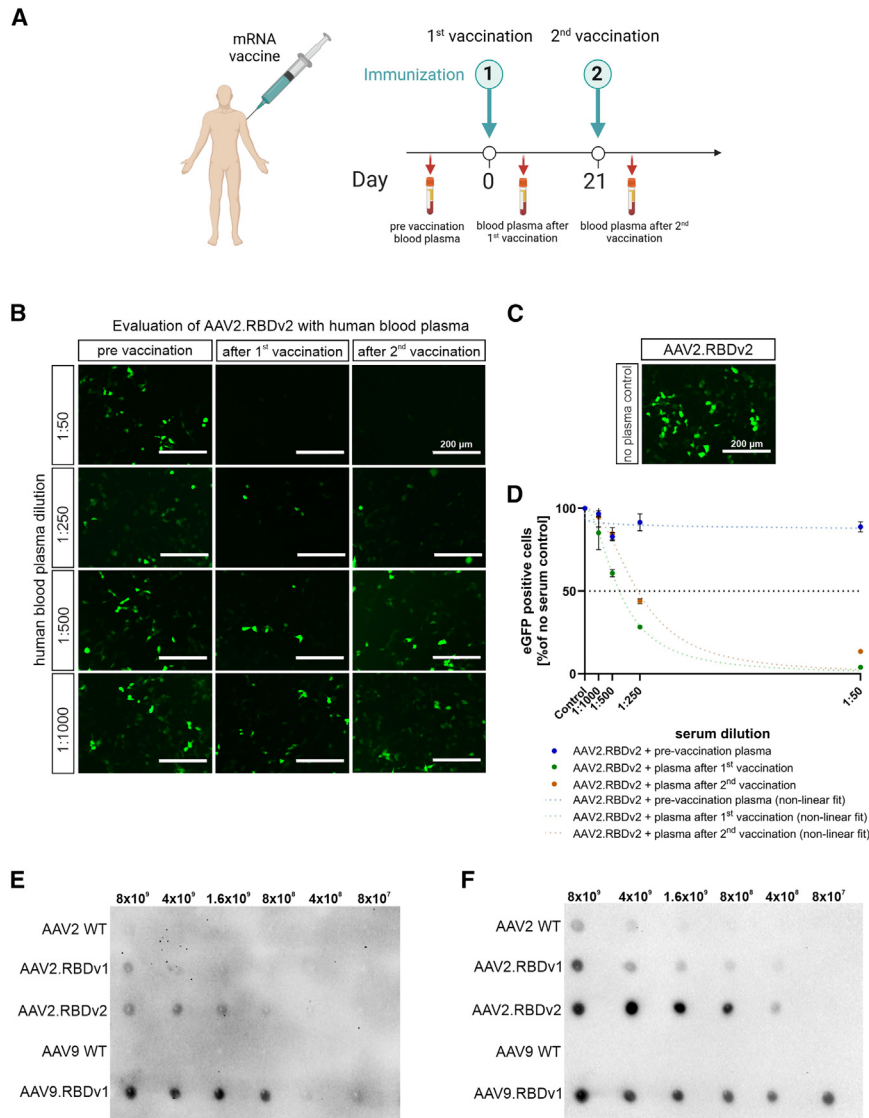 A
mRNA
vaccine
1st vaccination
2nd vaccination
Immunization
1
2
Day
0
21
pre vaccination
blood plasma
blood plasma after
1st vaccination
blood plasma after 2nd
vaccination
B
Evaluation of AAV2.RBDv2 with human blood plasma
pre vaccination
after 1st vaccination
after 2nd vaccination
human blood plasma dilution
1:50
200 µm
1:250
1:500
1:1000
C
AAV2.RBDv2
no plasma control
200 µm
D
eGFP positive cells
[%of no serum control]
100
50
0
Control
1:1000
1:500
1:250
1:50
serum dilution
AAV2.RBDv2 + pre-vaccination plasma
AAV2.RBDv2 + plasma after 1st vaccination
AAV2.RBDv2 + plasma after 2nd vaccination
AAV2.RBDv2 + pre-vaccination plasma (non-linear fit)
AAV2.RBDv2 + plasma after 1st vaccination (non-linear fit)
AAV2.RBDv2 + plasma after 2nd vaccination (non-linear fit)
E
8x10⁹ 4x10⁹ 1.6x10⁹ 8x10⁸ 4x10⁸ 8x10⁷
AAV2 WT
AAV2.RBDv1
AAV2.RBDv2
AAV9 WT
AAV9.RBDv1
F
8x10⁹ 4x10⁹ 1.6x10⁹ 8x10⁸ 4x10⁸ 8x10⁷
AAV2 WT
AAV2.RBDv1
AAV2.RBDv2
AAV9 WT
AAV9.RBDv1